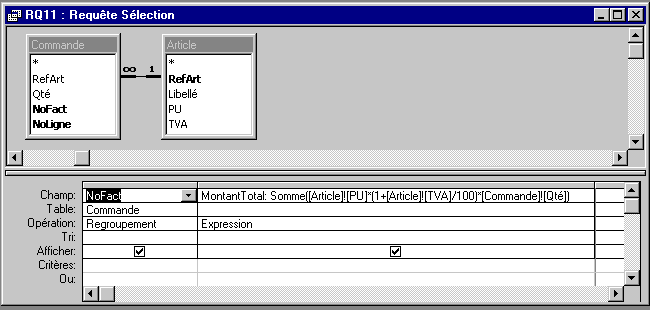 RQ11 : Requête Sélection
Commande
*
RefArt
Qté
NoFact
NoLigne
∞ 1
Article
*
RefArt
Libellé
PU
TVA
Champ: NoFact MontantTotal: Somme([Article]![PU]*(1+[Article]![TVA]/100)*[Commande]![Qté])
Table: Commande
Opération: Regroupement Expression
Tri:
Afficher:
Critères:
Ou: